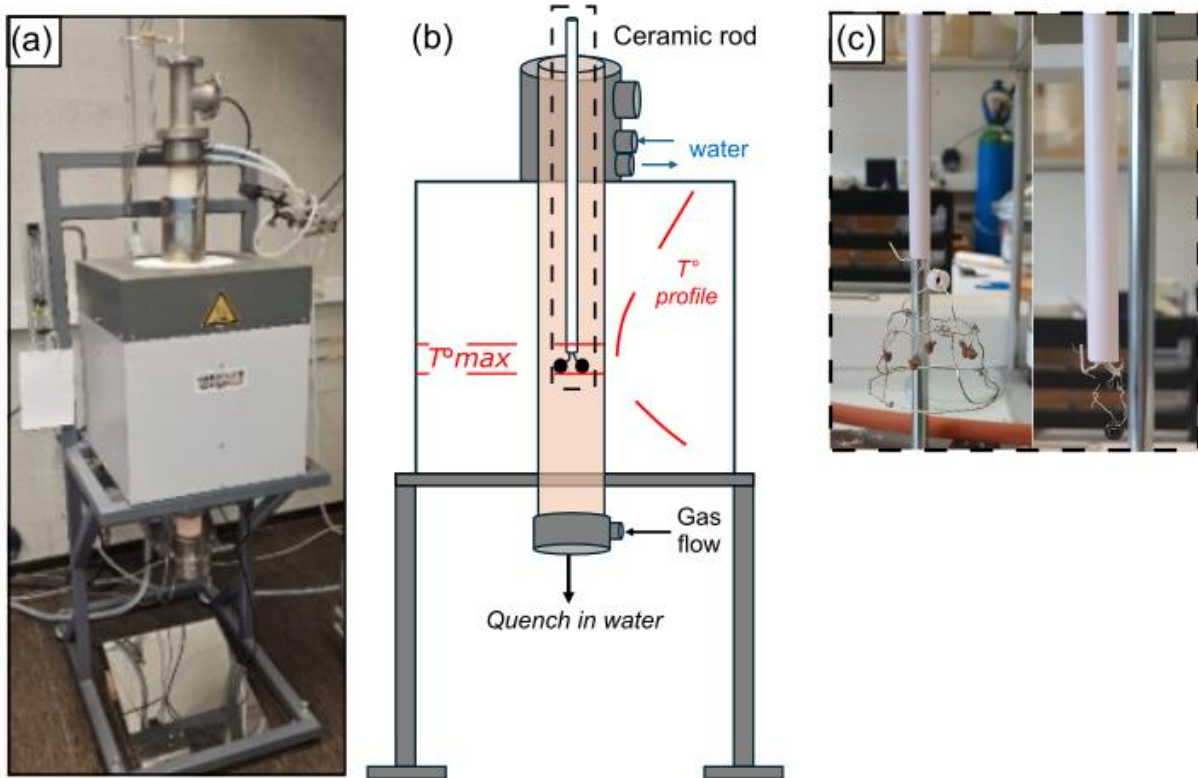 (a)
(b)
Ceramic rod
water
T°
profile
T°max
Gas
flow
Quench in water
(c)